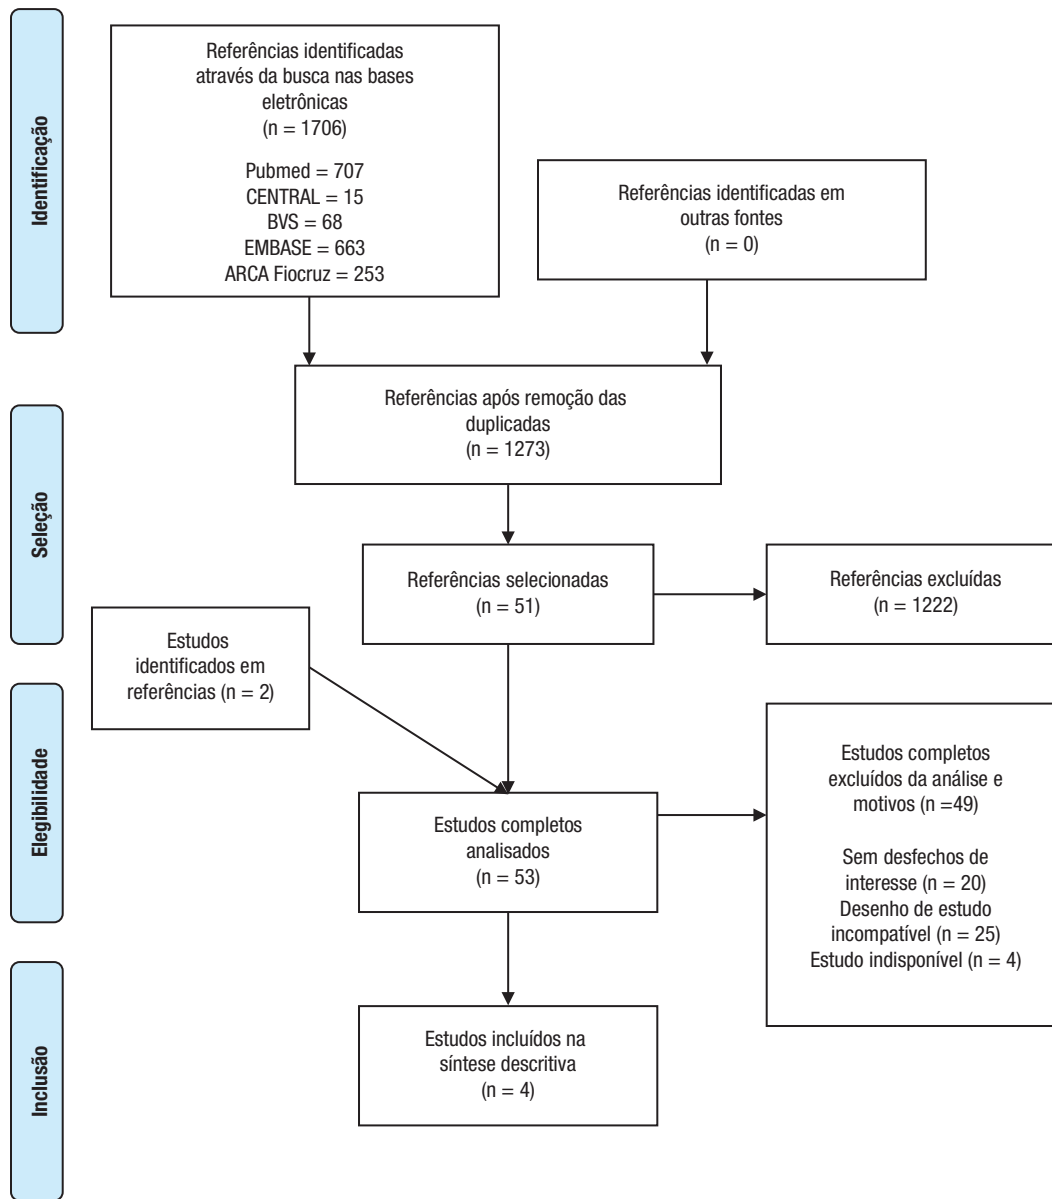 Identificação
Referências identificadas
através da busca nas bases
eletrônicas
(n = 1706)
Pubmed = 707
CENTRAL = 15
BVS = 68
EMBASE = 663
ARCA Fiocruz = 253
Referências identificadas em
outras fontes
(n = 0)
Referências após remoção das
duplicadas
(n = 1273)
Seleção
Referências selecionadas
(n = 51)
Referências excluídas
(n = 1222)
Estudos
identificados em
referências (n = 2)
Elegibilidade
Estudos completos
analisados
(n = 53)
Estudos completos
excluídos da análise e
motivos (n =49)
Sem desfechos de
interesse (n = 20)
Desenho de estudo
incompatível (n = 25)
Estudo indisponível (n = 4)
Inclusão
Estudos incluídos na
síntese descritiva
(n = 4)